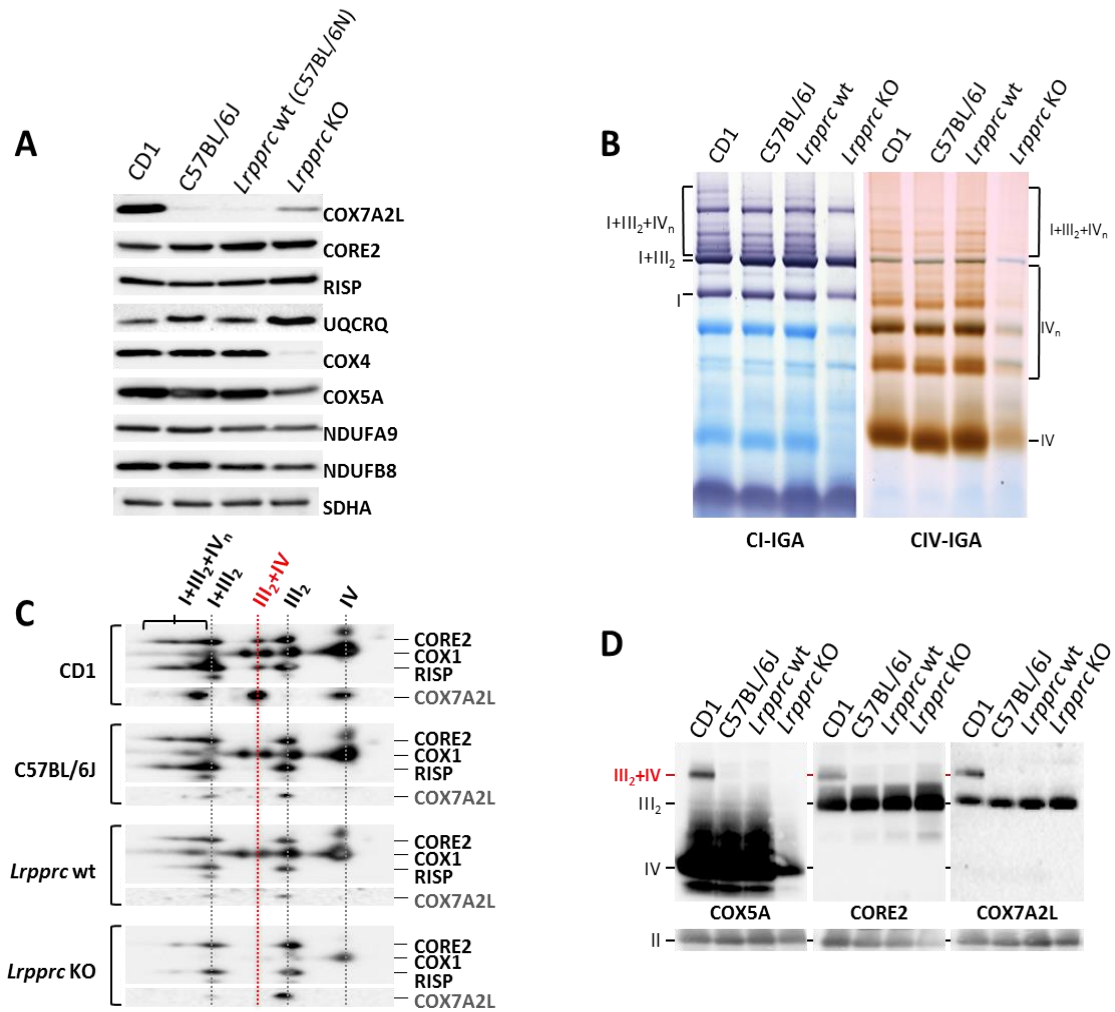 A
CD1
C57BL/6J
Lrpprc wt (C57BL/6N)
Lrpprc KO
COX7A2L
CORE2
RISP
UQCRQ
COX4
COX5A
NDUFA9
NDUFB8
SDHA
B
CD1
C57BL/6J
Lrpprc wt
Lrpprc KO
CD1
C57BL/6J
Lrpprc wt
Lrpprc KO
I+III2+IVn
I+III2
I
I+III2+IVn
IVn
IV
CI-IGA
CIV-IGA
C
I+III2+IVn
I+III2
III2+IV
III2
IV
CD1
CORE2
COX1
RISP
COX7A2L
C57BL/6J
CORE2
COX1
RISP
COX7A2L
Lrpprc wt
CORE2
COX1
RISP
COX7A2L
Lrpprc KO
CORE2
COX1
RISP
COX7A2L
D
CD1
C57BL/6J
Lrpprc wt
Lrpprc KO
CD1
C57BL/6J
Lrpprc wt
Lrpprc KO
CD1
C57BL/6J
Lrpprc wt
Lrpprc KO
III2+IV
III2
IV
COX5A
CORE2
COX7A2L
II